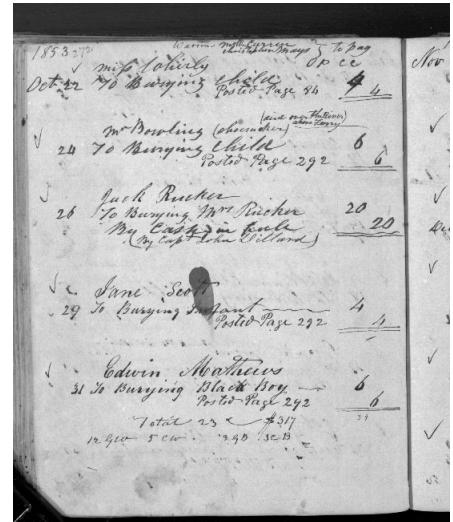 1853
to pay
Miss
Oct 22 To Burying Child 4
Posted Page 84 4
Mr Bowling (shoemaker)
24 To Burying Child 6
Posted Page 292 6
Jack Rucker
26 To Burying Mrs Rucker 20
By Cash in full 20
(By Capt John Dillard)
Jane Scott
29 To Burying Infant 4
Posted Page 292 4
Edwin Mathews
31 To Burying Black Boy 6
Posted Page 292 6
Total 23 $317
Nov